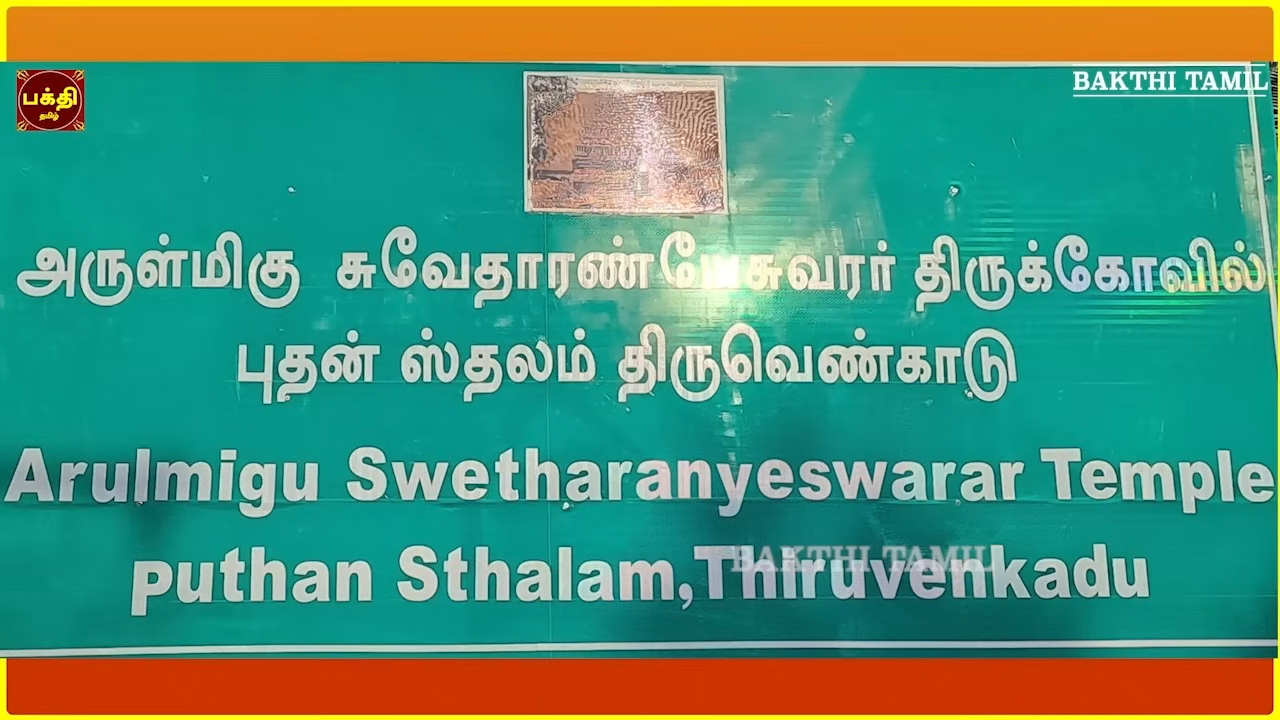 பக்தி
தமிழ்
BAKTHI TAMIL
அருள்மிகு சுவேதாரண்யேசுவரர் திருக்கோவில்
புதன் ஸ்தலம் திருவெண்காடு
Arulmigu Swetharanyeswarar Temple
puthan Sthalam,Thiruvenkadu
BAKTHI TAMIL